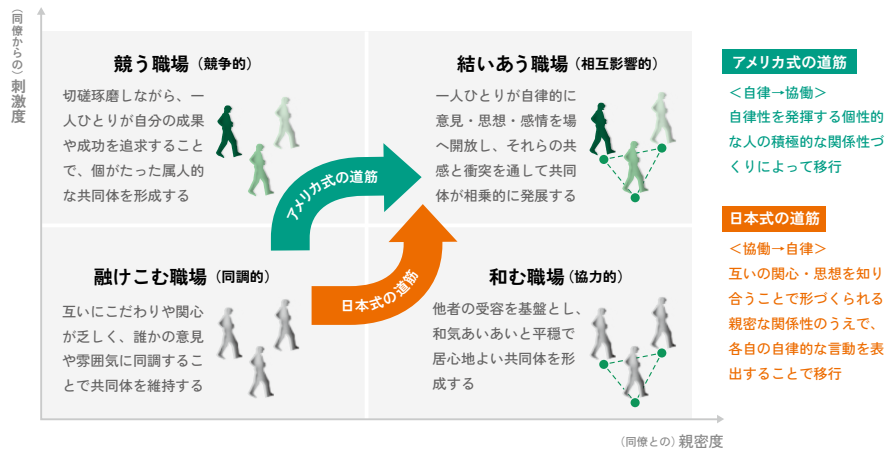 （同僚からの）刺激度
競う職場（競争的）
切磋琢磨しながら、一
人ひとりが自分の成果
や成功を追求すること
で、個がたった属人的
な共同体を形成する
結いあう職場（相互影響的）
一人ひとりが自律的に
意見・思想・感情を場
へ開放し、それらの共
感と衝突を通して共同
体が相乗的に発展する
アメリカ式の道筋
日本式の道筋
融けこむ職場（同調的）
互いにこだわりや関心
が乏しく、誰かの意見
や雰囲気に同調するこ
とで共同体を維持する
和む職場（協力的）
他者の受容を基盤とし、
和気あいあいと平穏で
居心地よい共同体を形
成する
（同僚との）親密度
アメリカ式の道筋
＜自律→協働＞
自律性を発揮する個性的
な人の積極的な関係性づ
くりによって移行
日本式の道筋
＜協働→自律＞
互いの関心・思想を知り
合うことで形づくられる
親密な関係性のうえで、
各自の自律的な言動を表
出することで移行